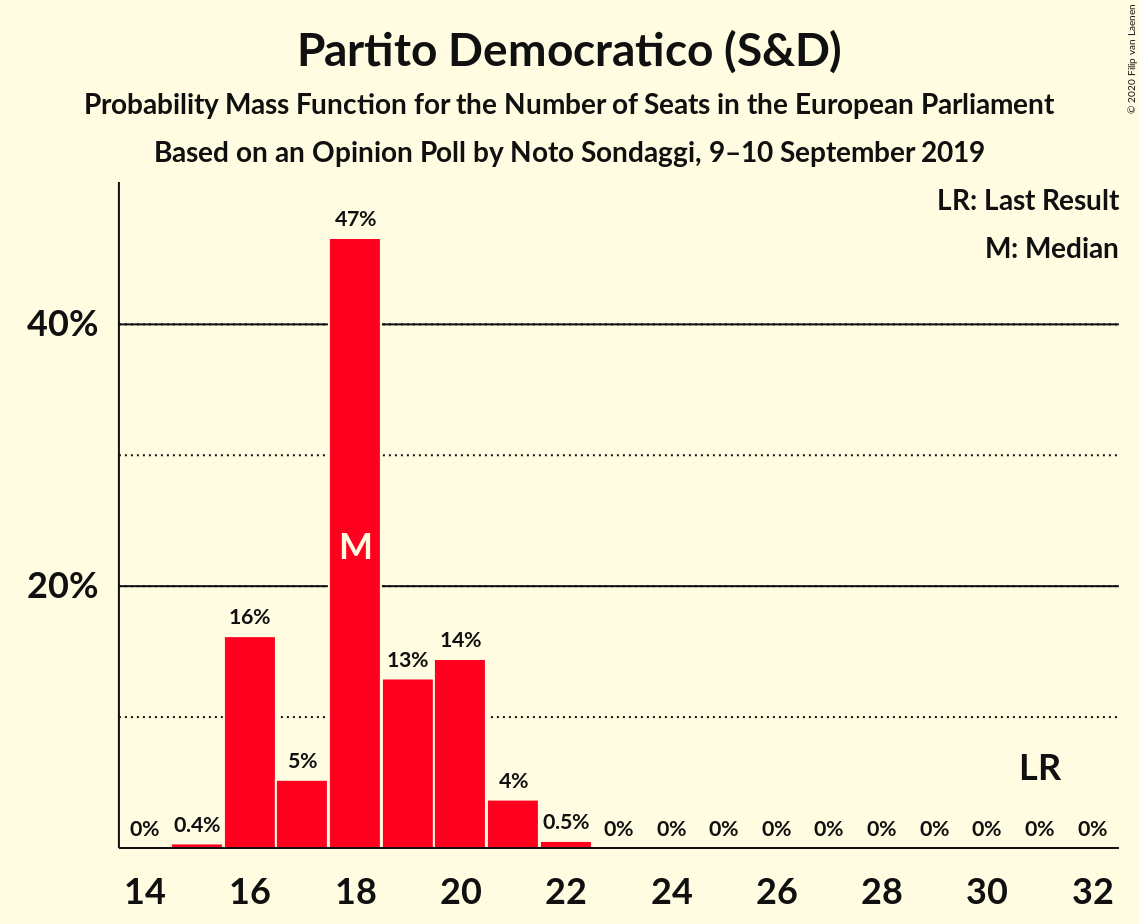 Partito Democratico (S&D)
Probability Mass Function for the Number of Seats in the European Parliament
Based on an Opinion Poll by Noto Sondaggi, 9–10 September 2019
© 2020 Filip van Laenen
LR: Last Result
M: Median
47%
40%
M
20%
16%
14%
13%
5%
4%
LR
0% 0.4% 0.5% 0% 0% 0% 0% 0% 0% 0% 0% 0% 0%
14 16 18 20 22 24 26 28 30 32